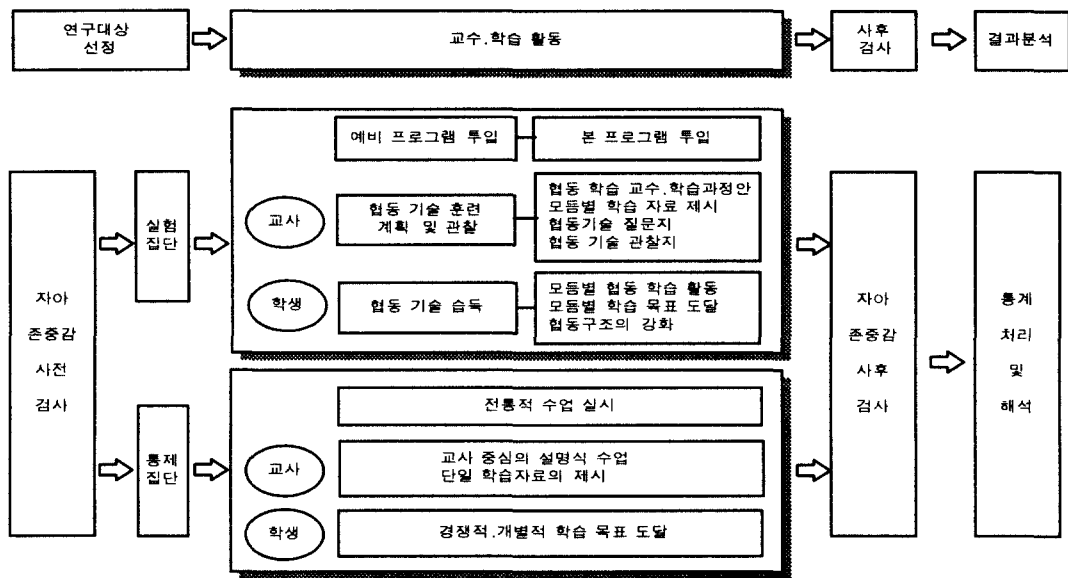 연구대상
선정
교수.학습 활동
사후
검사
결과분석
자아
존중감
사전
검사
실험
집단
예비 프로그램 투입
본 프로그램 투입
교사
협동 기술 훈련
계획 및 관찰
협동 학습 교수.학습과정안
모둠별 학습 자료 제시
협동기술 질문지
협동 기술 관찰지
학생
협동 기술 습득
모둠별 협동 학습 활동
모둠별 학습 목표 도달
협동구조의 강화
통제
집단
전통적 수업 실시
교사
교사 중심의 설명식 수업
단일 학습자료의 제시
학생
경쟁적.개별적 학습 목표 도달
자아
존중감
사후
검사
통계
처리
및
해석